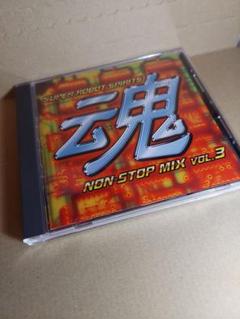 SUPER ROBOT SPIRITS
魂
NON-STOP MIX VOL.3